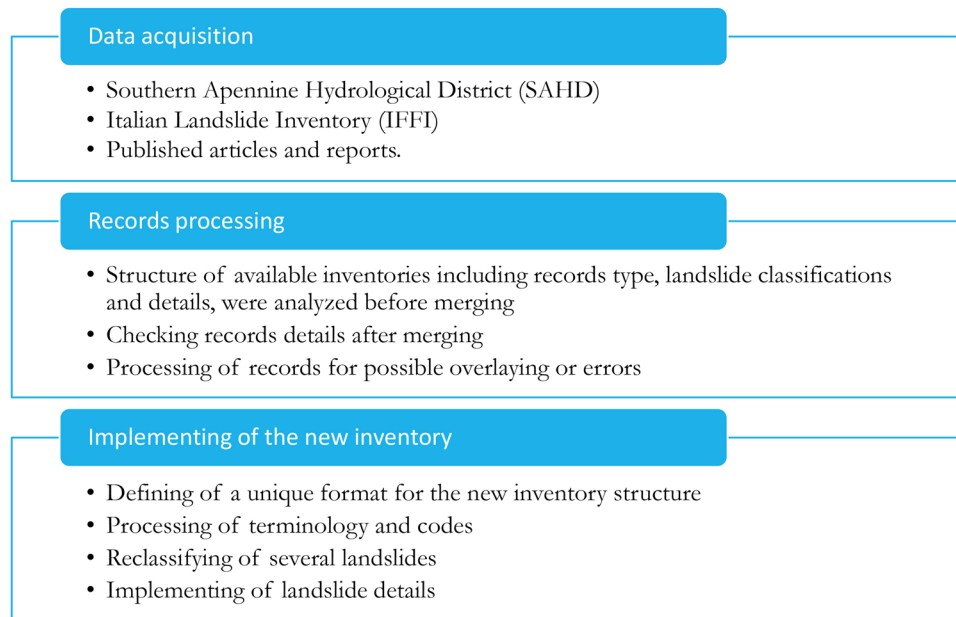 Data acquisition
• Southern Apennine Hydrological District (SAHD)
• Italian Landslide Inventory (IFFI)
• Published articles and reports.
Records processing
• Structure of available inventories including records type, landslide classifications
and details, were analyzed before merging
• Checking records details after merging
• Processing of records for possible overlaying or errors
Implementing of the new inventory
• Defining of a unique format for the new inventory structure
• Processing of terminology and codes
• Reclassifying of several landslides
• Implementing of landslide details